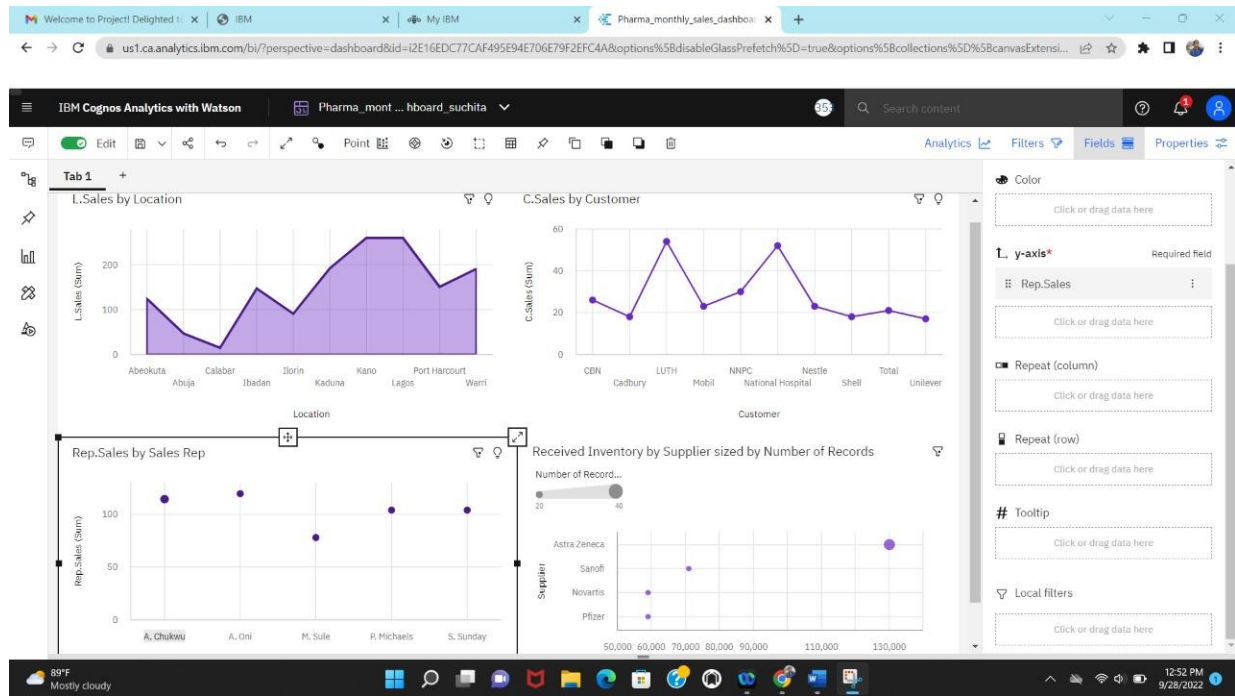 Welcome to Project! Delighted t
IBM
My IBM
Pharma_monthly_sales_dashboa
us1.ca.analytics.ibm.com/bi/?perspective=dashboard&id=i2E16EDC77CAF495E94E706E79F2EFC4A&options%5BdisableGlassPrefetch%5D=true&options%5Bcollections%5D%5BcanvasExtensi...
IBM Cognos Analytics with Watson
Pharma_mont ... hboard_suchita
Search content
Edit
Point
Analytics
Filters
Fields
Properties
Tab 1
L.Sales by Location
L.Sales (Sum)
200
100
0
Abeokuta Calabar Ilorin Kano Port Harcourt
Abuja Ibadan Kaduna Lagos Warri
Location
C.Sales by Customer
C.Sales (Sum)
60
40
20
0
CBN LUTH NNPC Nestle Total
Cadbury Mobil National Hospital Shell Unilever
Customer
Rep.Sales by Sales Rep
Rep.Sales (Sum)
100
50
0
A. Chukwu A. Oni M. Sule P. Michaels S. Sunday
Received Inventory by Supplier sized by Number of Records
Number of Record...
20 40
Supplier
Astra Zeneca
Sanofi
Novartis
Pfizer
50,000 60,000 70,000 80,000 90,000 110,000 130,000
Color
Click or drag data here
y-axis*
Required field
Rep.Sales
Click or drag data here
Repeat (column)
Click or drag data here
Repeat (row)
Click or drag data here
Tooltip
Click or drag data here
Local filters
Click or drag data here
89°F
Mostly cloudy
12:52 PM
9/28/2022